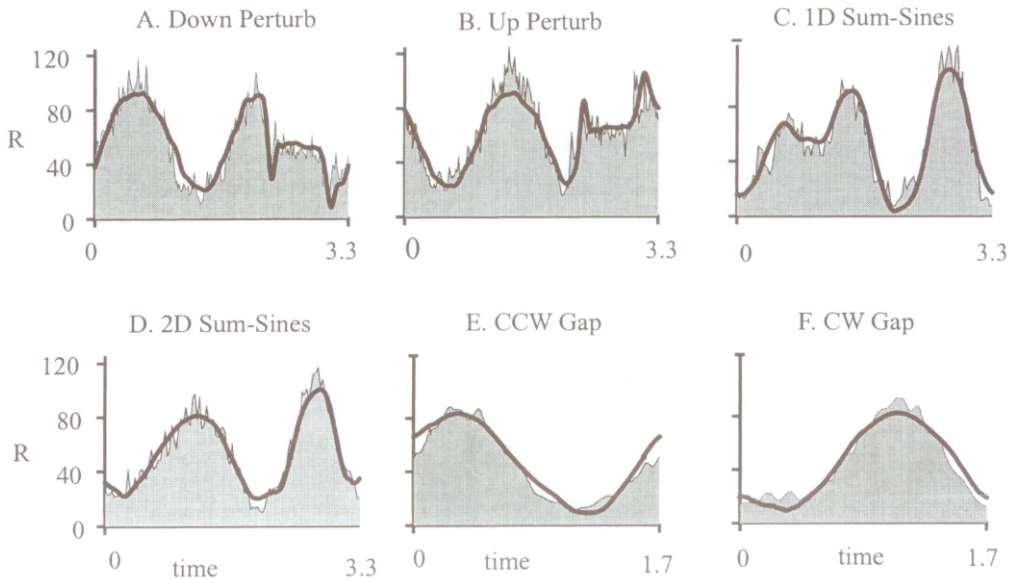 A. Down Perturb
B. Up Perturb
C. 1D Sum-Sines
120
80
R
40
0
0
3.3
0
3.3
0
3.3
D. 2D Sum-Sines
E. CCW Gap
F. CW Gap
120
80
R
40
0
0
time
3.3
0
time
1.7
0
time
1.7